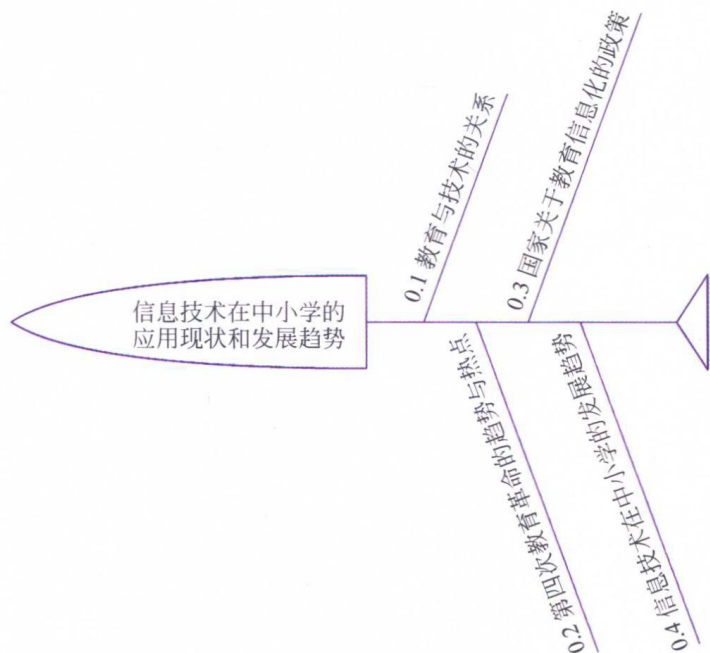 信息技术在中小学的
应用现状和发展趋势
0.1 教育与技术的关系
0.2 第四次教育革命的趋势与热点
0.3 国家关于教育信息化的政策
0.4 信息技术在中小学的发展趋势